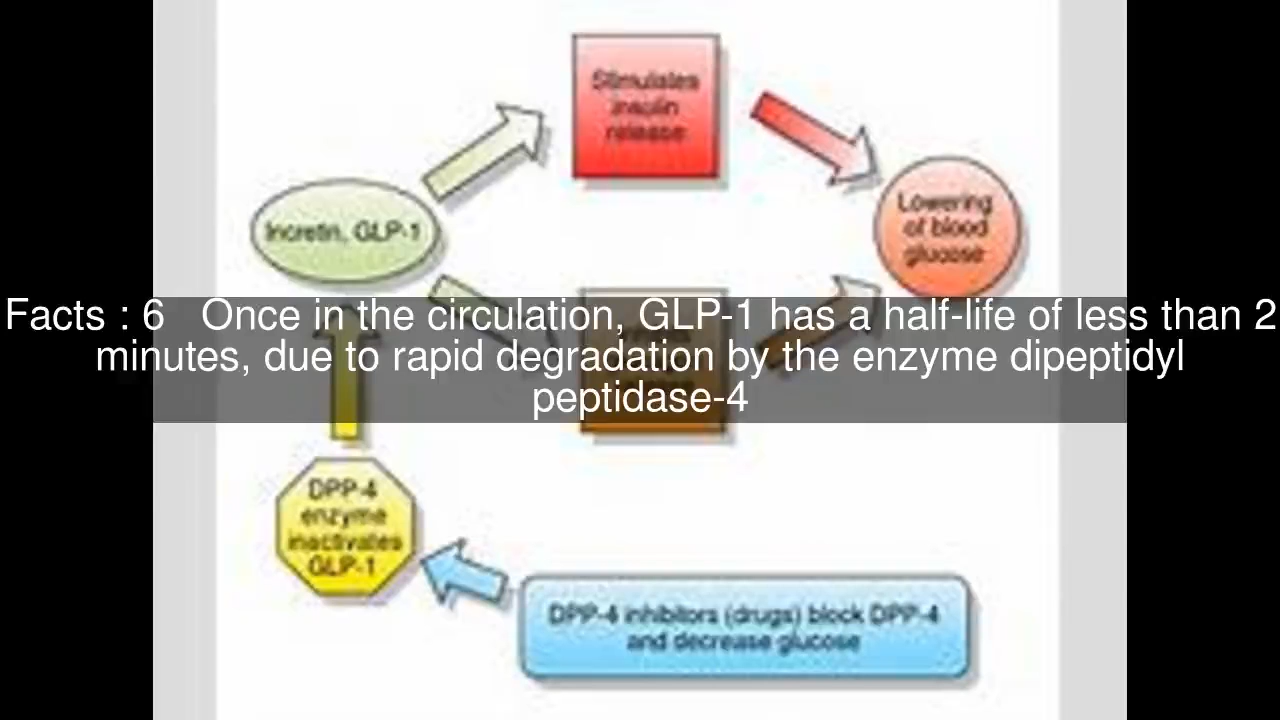 Stimulates
insulin
release
Incretin, GLP-1
Lowering
of blood
glucose
Facts : 6 Once in the circulation, GLP-1 has a half-life of less than 2
minutes, due to rapid degradation by the enzyme dipeptidyl
peptidase-4
DPP-4
enzyme
inactivates
GLP-1
DPP-4 inhibitors (drugs) block DPP-4
and decrease glucose